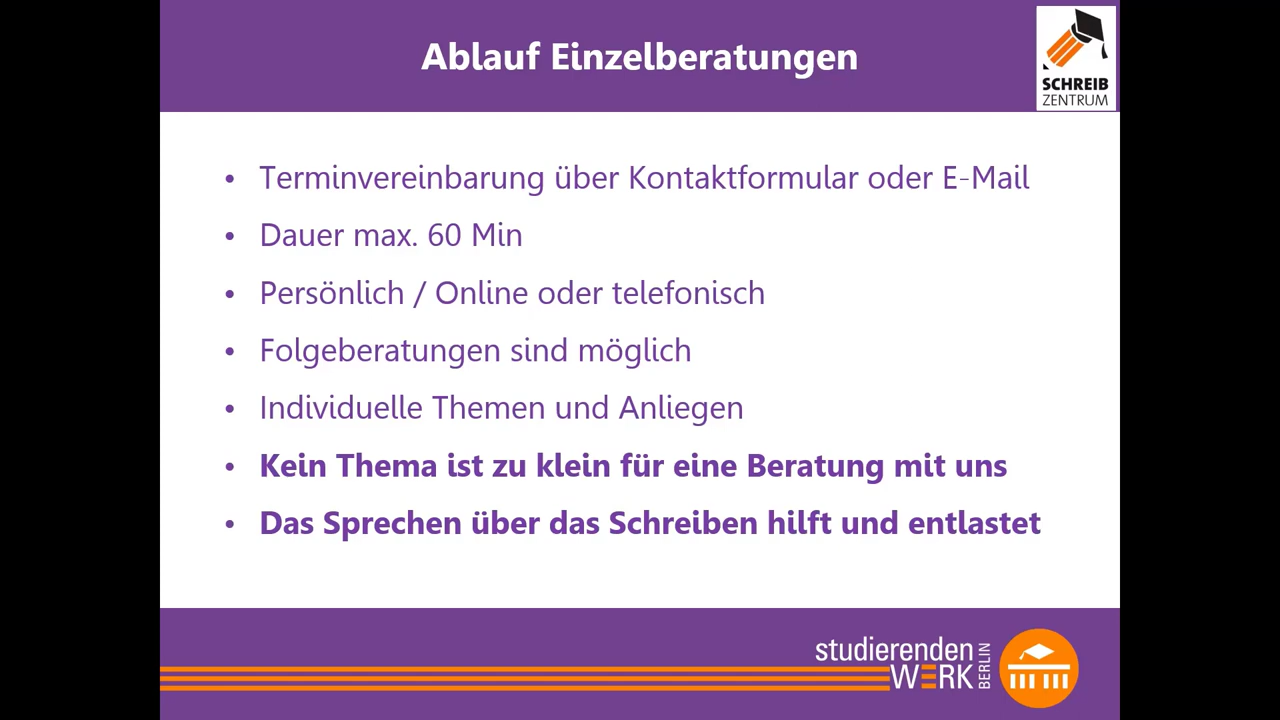 Ablauf Einzelberatungen
SCHREIB
ZENTRUM
• Terminvereinbarung über Kontaktformular oder E-Mail
• Dauer max. 60 Min
• Persönlich / Online oder telefonisch
• Folgeberatungen sind möglich
• Individuelle Themen und Anliegen
• Kein Thema ist zu klein für eine Beratung mit uns
• Das Sprechen über das Schreiben hilft und entlastet
studierenden
WERK
BERLIN